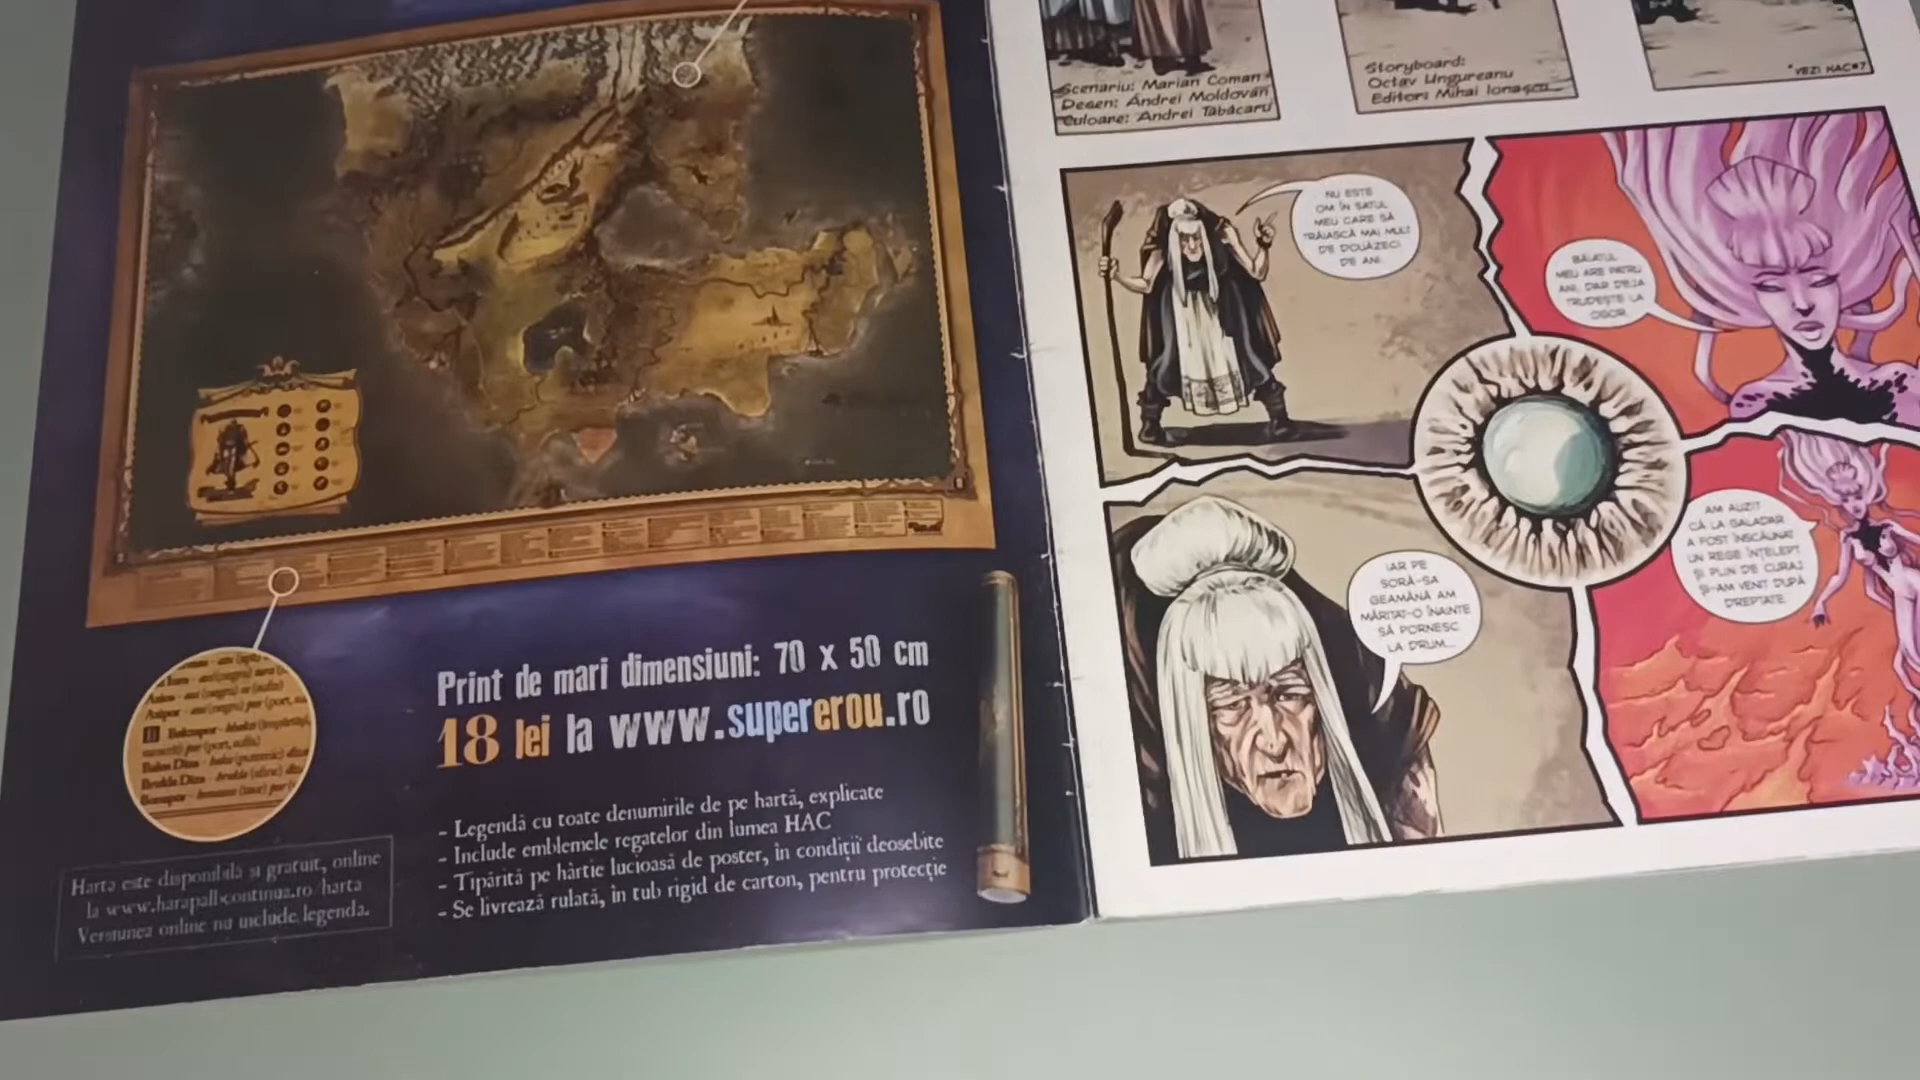 Print de mari dimensiuni: 70 x 50 cm
18 lei la www.supererou.ro
- Legendă cu toate denumirile de pe hartă, explicate
- Include emblemele regatelor din lumea HAC
- Tipărită pe hârtie lucioasă de poster, în condiții deosebite
- Se livrează rulată, în tub rigid de carton, pentru protecție
Harta este disponibilă și gratuit, online
la www.harapalbcontinua.ro/harta
Versiunea online nu include legenda.
Scenariu: Marian Coman
Desen: Andrei Moldovan
Culoare: Andrei Tăbăcaru
Storyboard:
Octav Ungureanu
Editor: Mihai Ionașcu
*VEZI HAC#7
NU ESTE
OM ÎN SATUL
MEU CARE SĂ
TRĂIASCĂ MAI MULT
DE DOUĂZECI
DE ANI.
BĂIATUL
MEU ARE PATRU
ANI, DAR DEJA
TRUDEȘTE LA
OGOR.
IAR PE
SORĂ-SA
GEAMĂNĂ AM
MĂRITAT-O ÎNAINTE
SĂ PORNESC
LA DRUM...
AM AUZIT
CĂ LA GALADAR
A FOST ÎNSCĂUNAT
UN REGE ÎNȚELEPT
ȘI PLIN DE CURAJ
ȘI-AM VENIT DUPĂ
DREPTATE.